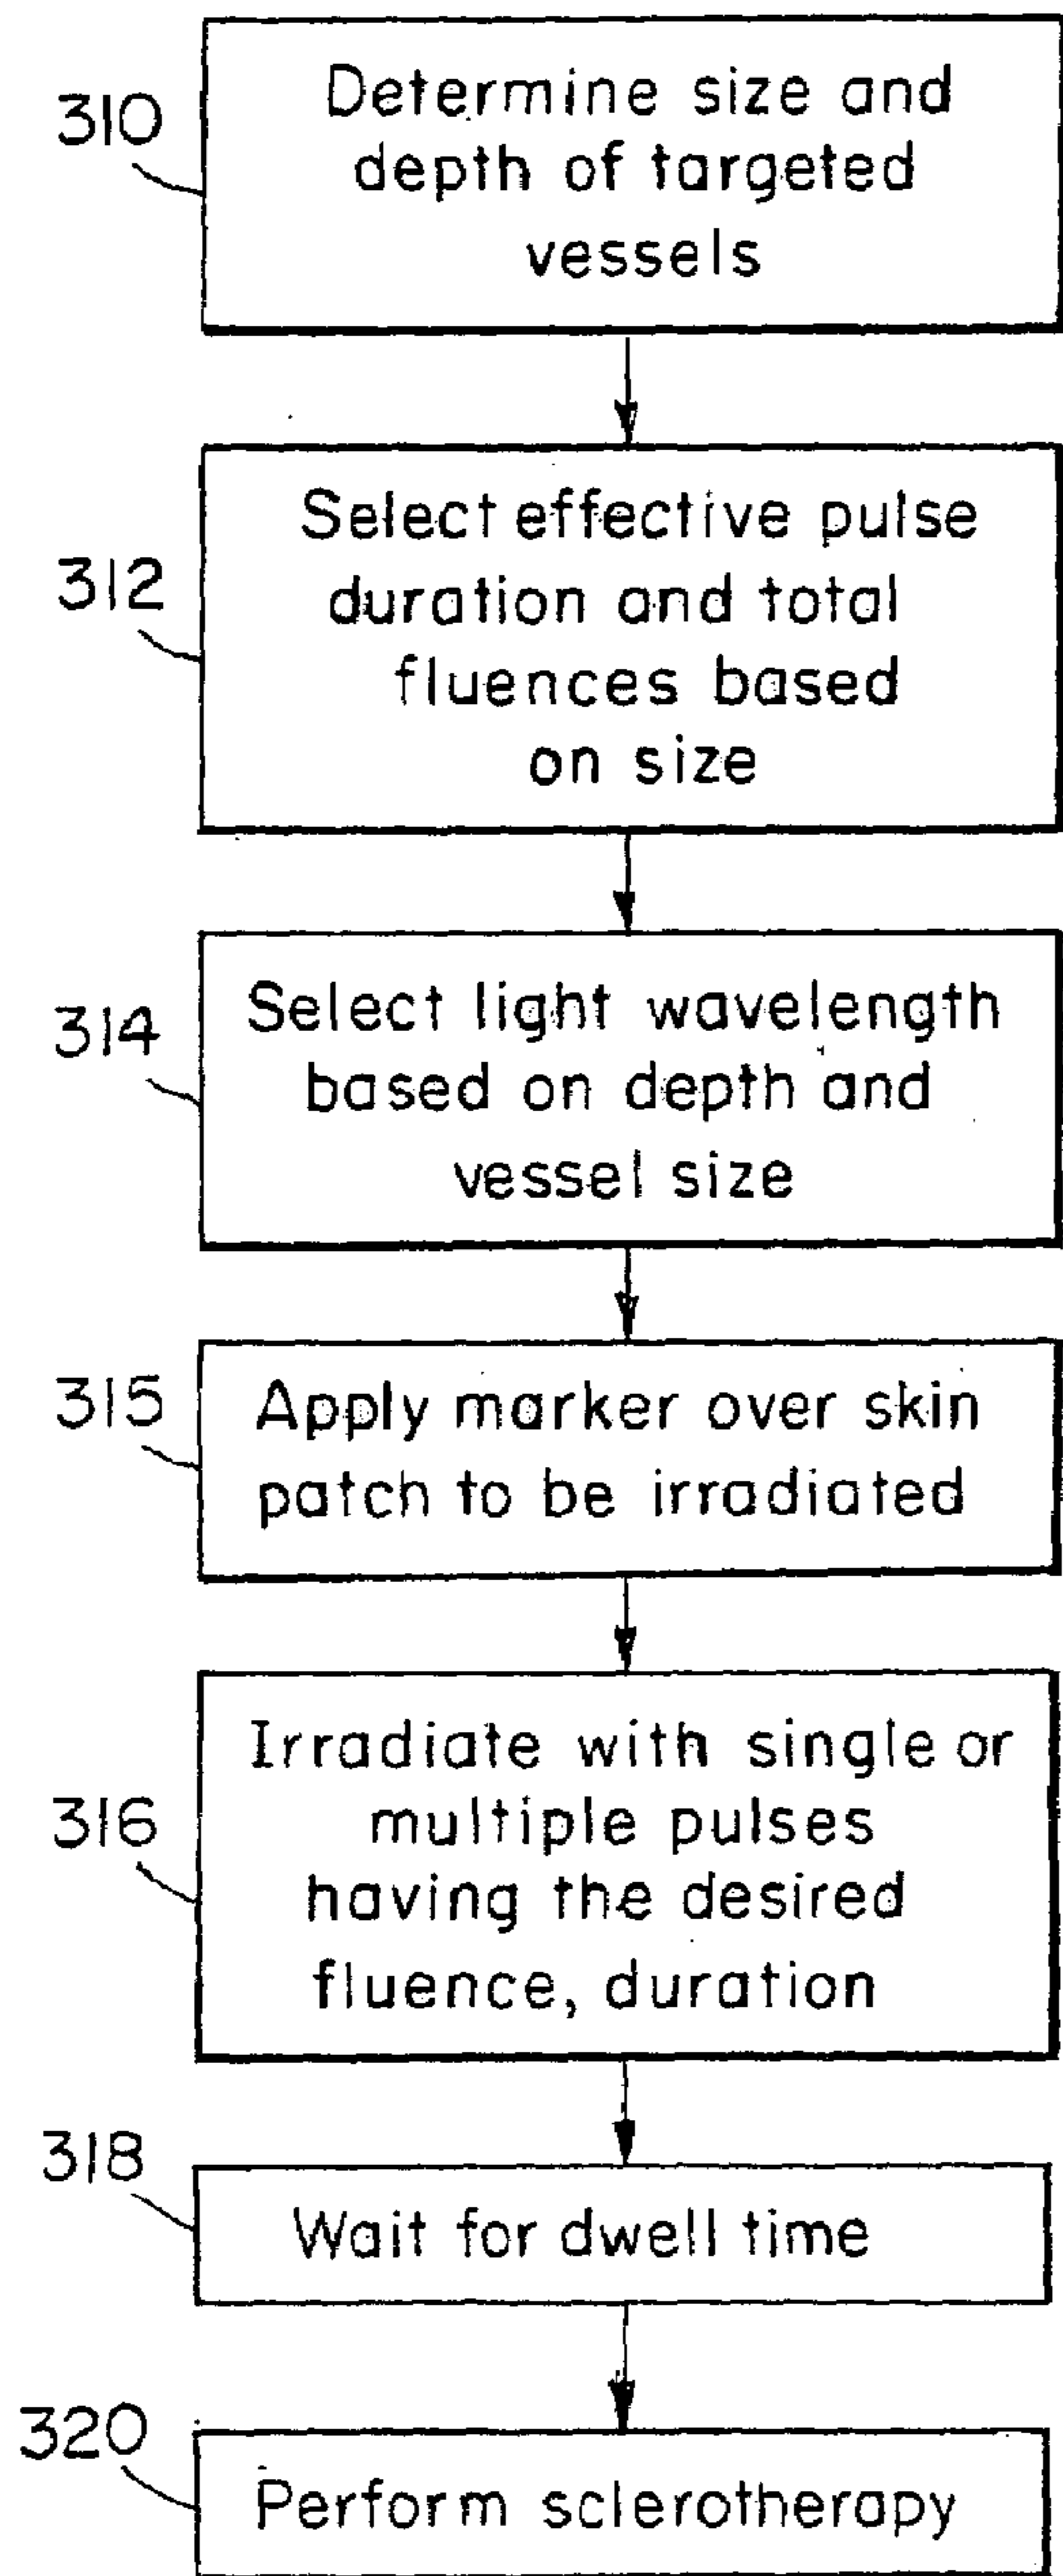 310
Determine size and
depth of targeted
vessels
312
Select effective pulse
duration and total
fluences based
on size
314
Select light wavelength
based on depth and
vessel size
315
Apply marker over skin
patch to be irradiated
316
Irradiate with single or
multiple pulses
having the desired
fluence, duration
318
Wait for dwell time
320
Perform sclerotherapy